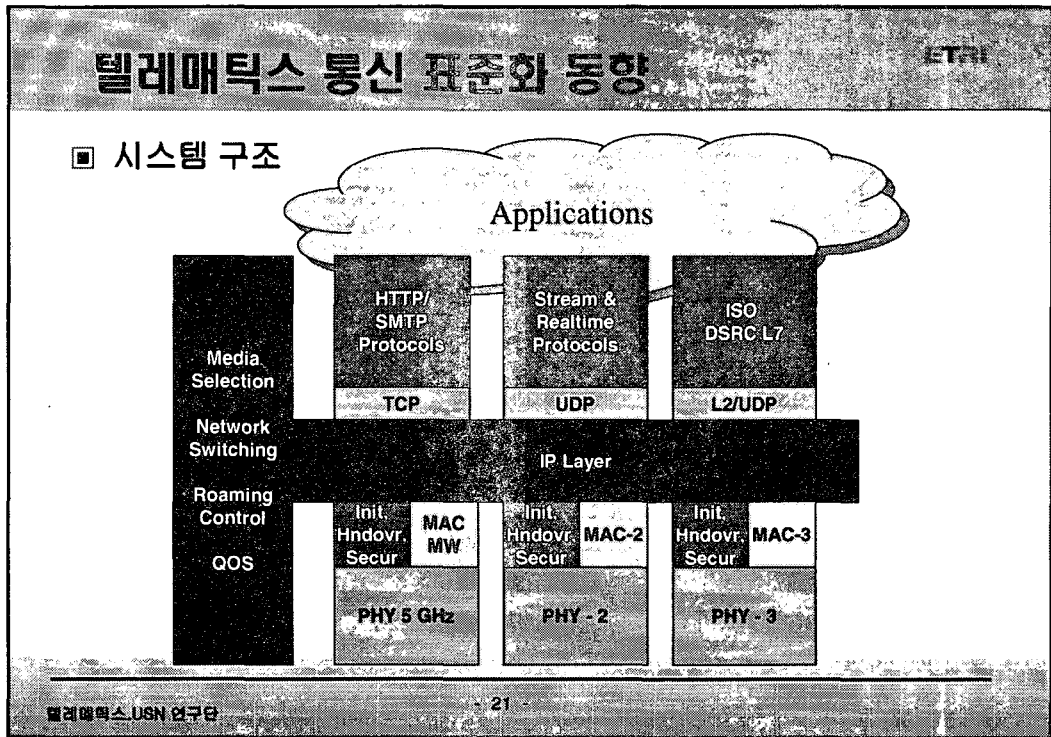 텔레매틱스 통신 표준화 동향
ETRI
시스템 구조
Applications
Media
Selection
Network
Switching
Roaming
Control
QOS
HTTP/
SMTP
Protocols
TCP
Stream &
Realtime
Protocols
UDP
ISO
DSRC L7
L2/UDP
IP Layer
Init.
Hndovr.
Secur
MAC
MW
PHY 5 GHz
Init.
Hndovr.
Secur
MAC-2
PHY - 2
Init.
Hndovr.
Secur
MAC-3
PHY - 3
텔레매틱스.USN 연구단
- 21 -